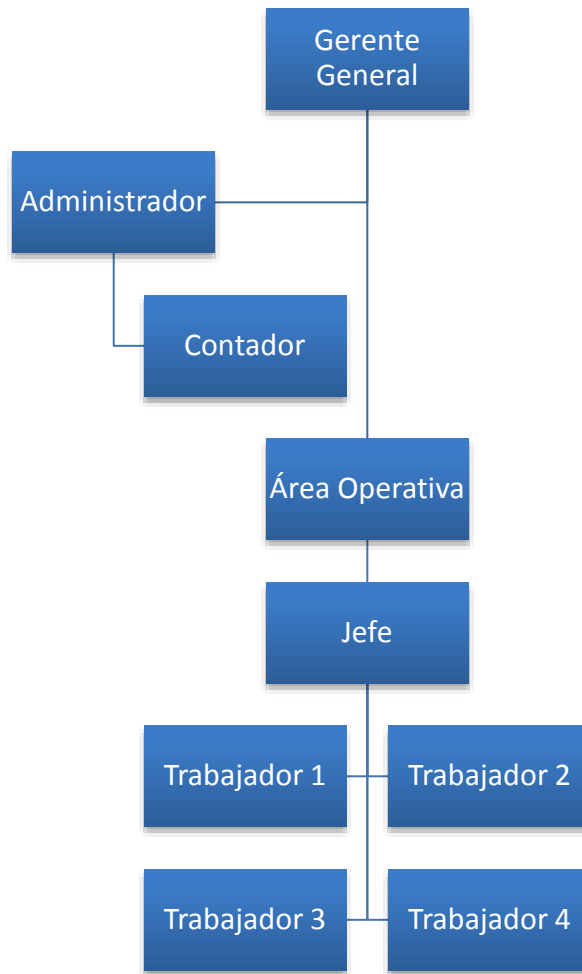 Gerente
General
Administrador
Contador
Área Operativa
Jefe
Trabajador 1
Trabajador 2
Trabajador 3
Trabajador 4